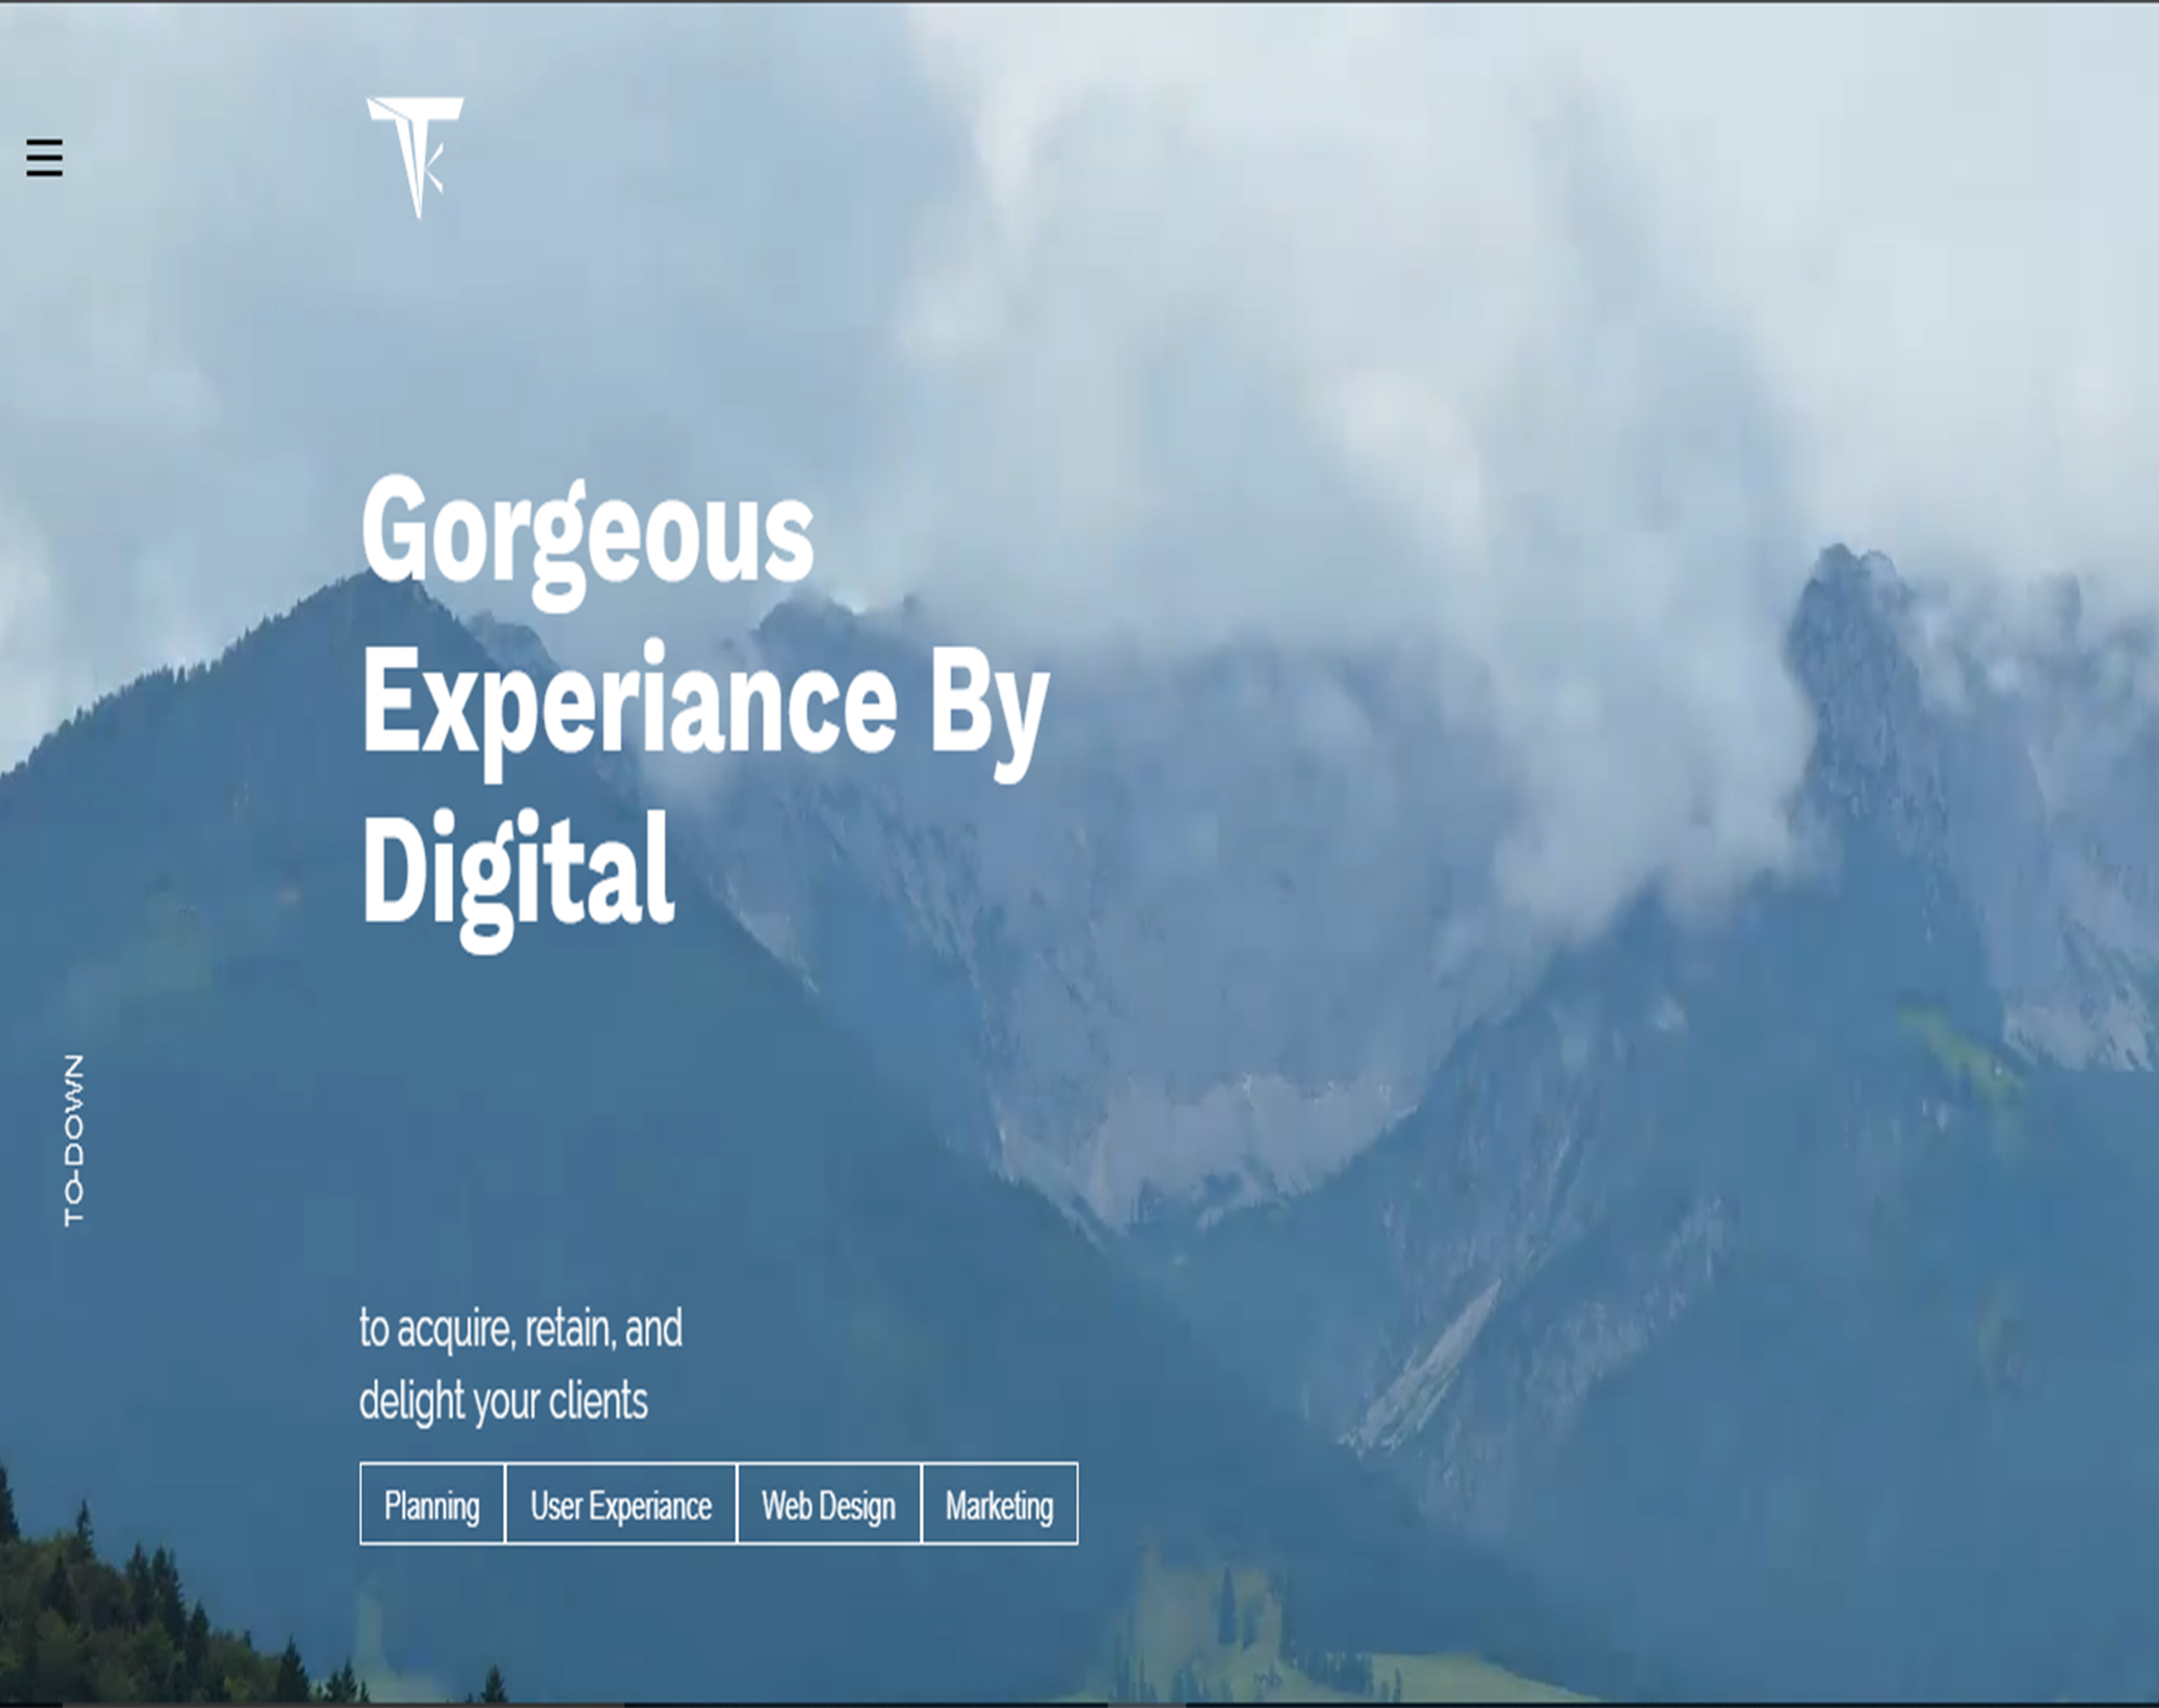 TK
Gorgeous
Experiance By
Digital
TO-DOWN
to acquire, retain, and
delight your clients
Planning User Experiance Web Design Marketing